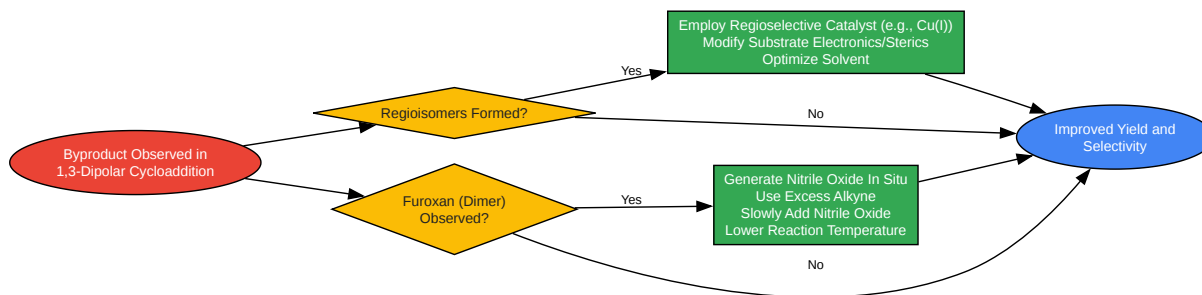 Byproduct Observed in
1,3-Dipolar Cycloaddition
Regioisomers Formed?
Yes
Employ Regioselective Catalyst (e.g., Cu(I))
Modify Substrate Electronics/Sterics
Optimize Solvent
No
Furoxan (Dimer)
Observed?
Yes
Generate Nitrile Oxide In Situ
Use Excess Alkyne
Slowly Add Nitrile Oxide
Lower Reaction Temperature
No
Improved Yield and
Selectivity